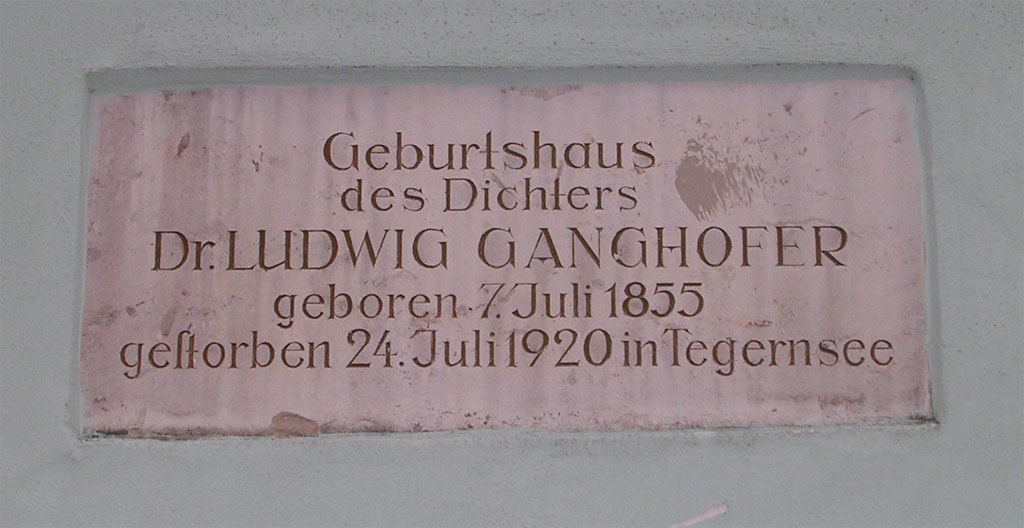 Geburtshaus
des Dichters
Dr. LUDWIG GANGHOFER
geboren 7. Juli 1855
geſtorben 24. Juli 1920 in Tegernsee